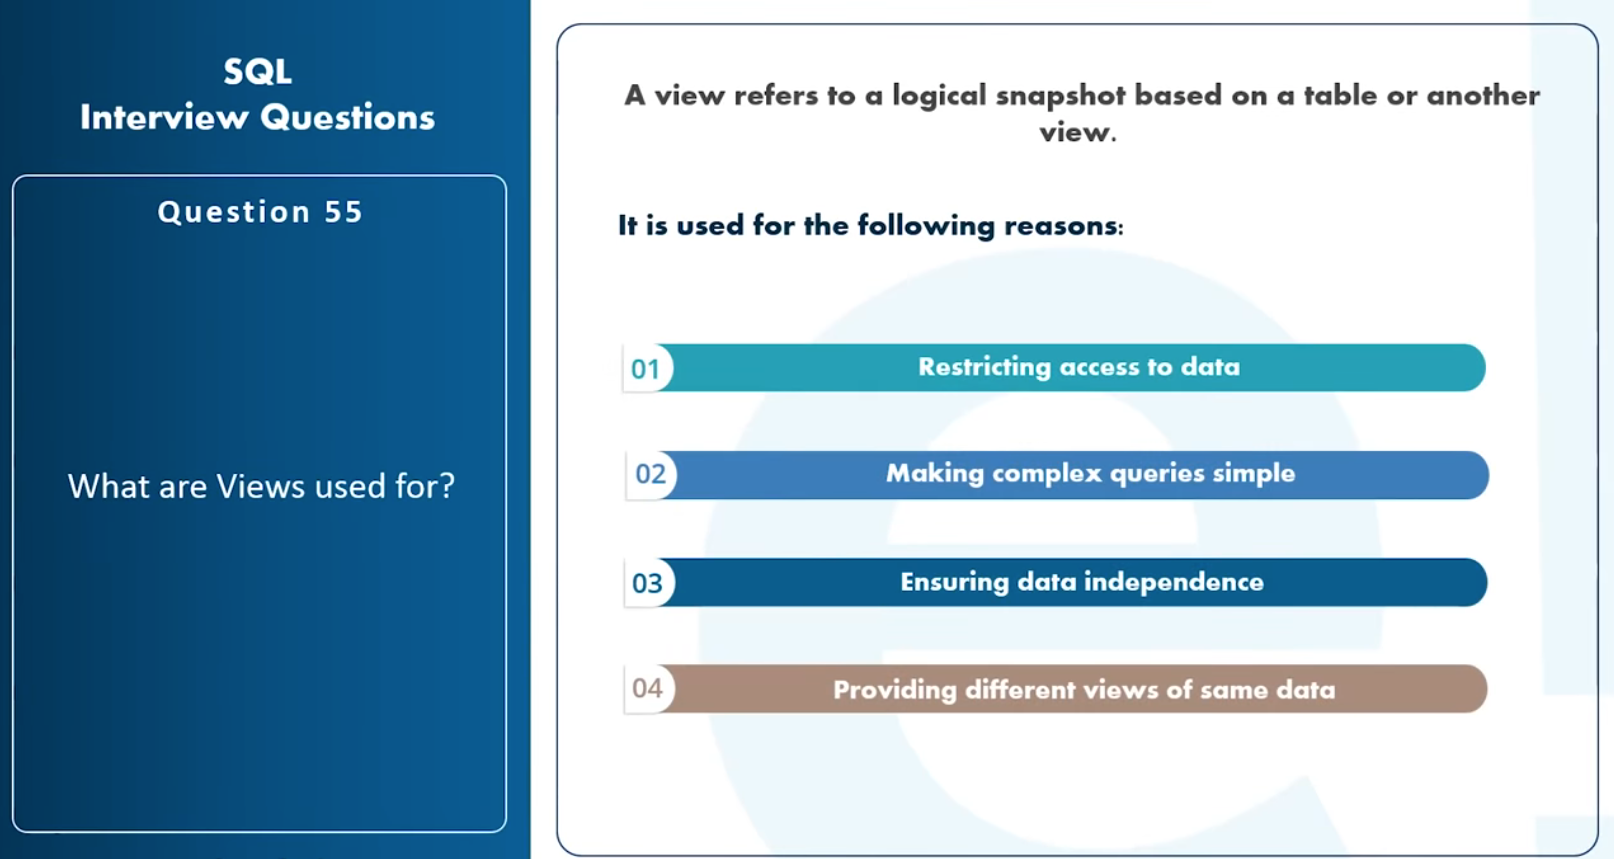 SQL
Interview Questions
Question 55
What are Views used for?
A view refers to a logical snapshot based on a table or another
view.
It is used for the following reasons:
01 Restricting access to data
02 Making complex queries simple
03 Ensuring data independence
04 Providing different views of same data